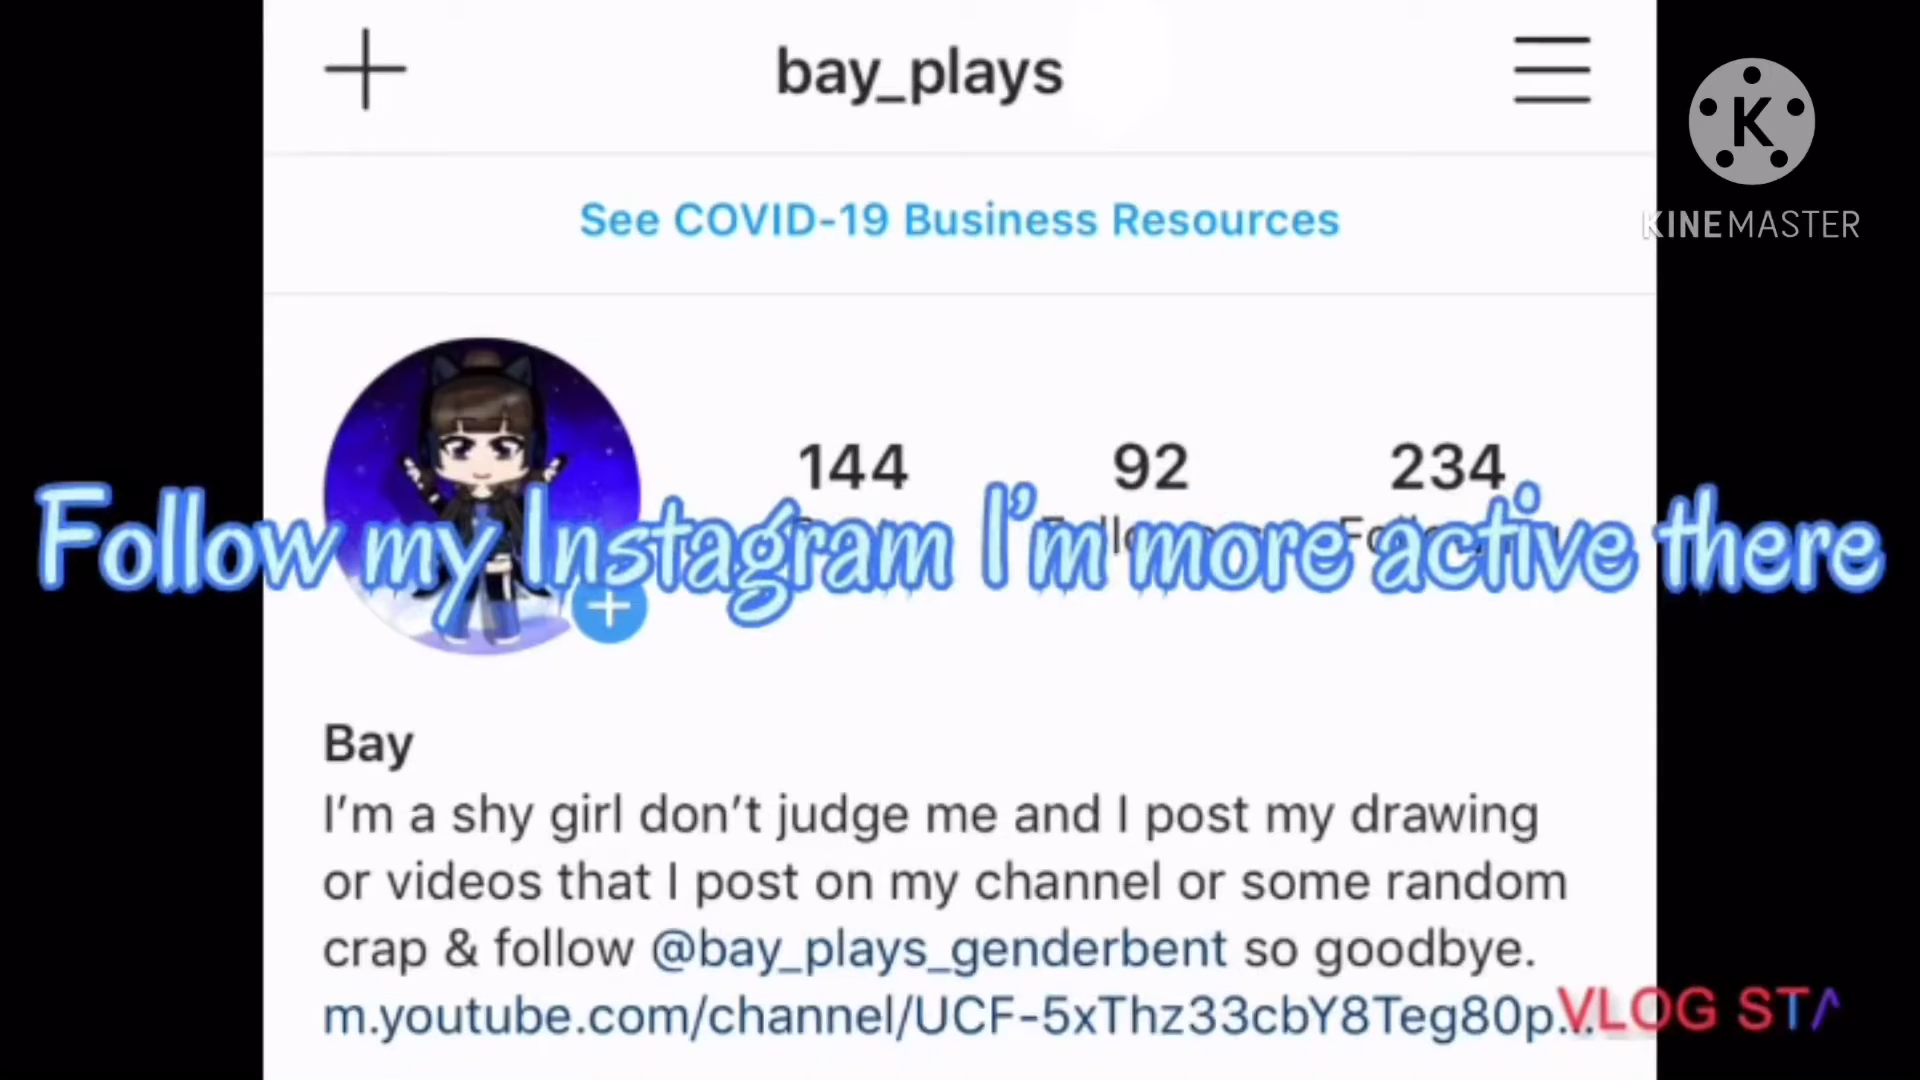 bay_plays
K
KINEMASTER
See COVID-19 Business Resources
144 92 234
Follow my Instagram I'm more active there
Bay
I'm a shy girl don't judge me and I post my drawing
or videos that I post on my channel or some random
crap & follow @bay_plays_genderbent so goodbye.
m.youtube.com/channel/UCF-5xThz33cbY8Teg80p...
VLOG ST